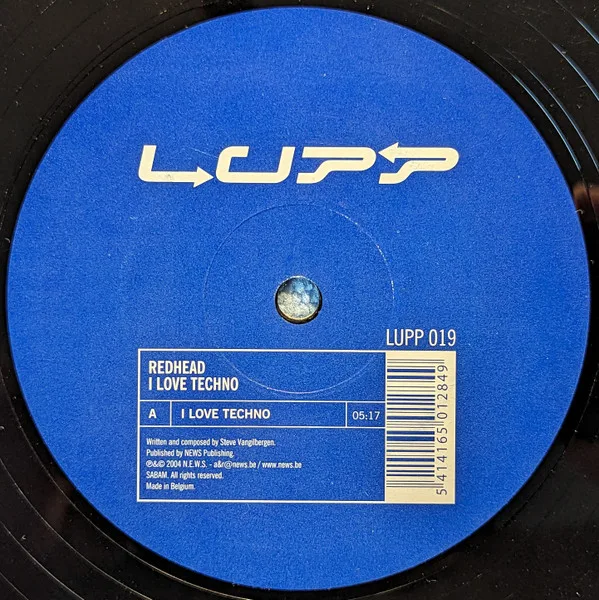 LUPP
LUPP 019
REDHEAD
I LOVE TECHNO
A I LOVE TECHNO 05:17
Written and composed by Steve Vangilbergen.
Published by NEWS Publishing.
℗&© 2004 N.E.W.S. - a&r@news.be / www.news.be
SABAM. All rights reserved.
Made in Belgium.
5 414165 012849